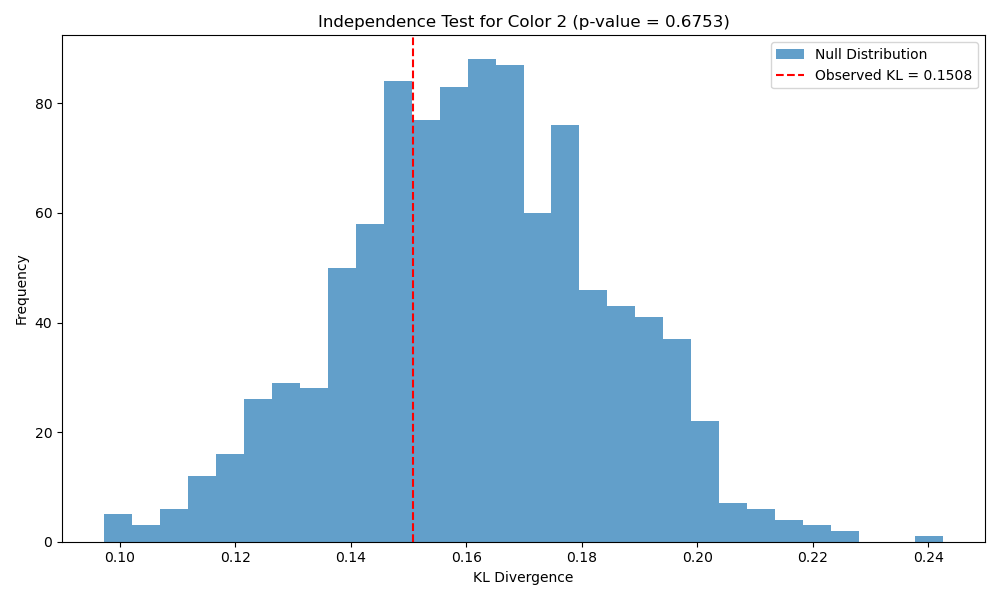 Independence Test for Color 2 (p-value = 0.6753)
Null Distribution
Observed KL = 0.1508
Frequency
80
60
40
20
0
0.10 0.12 0.14 0.16 0.18 0.20 0.22 0.24
KL Divergence